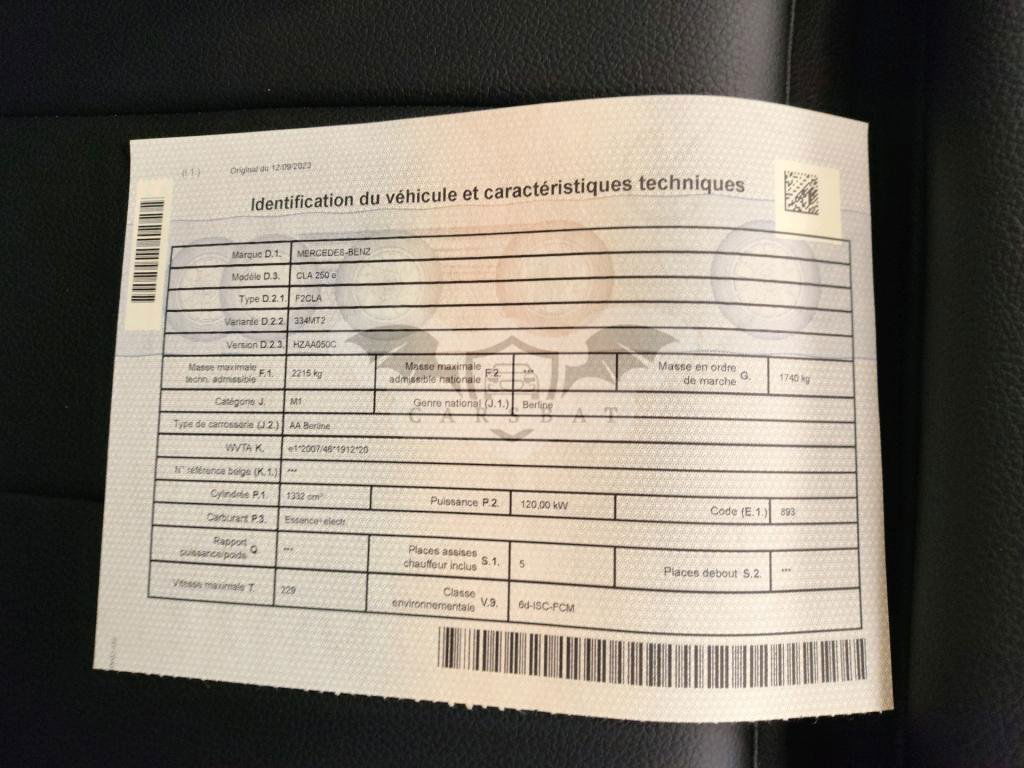 (I.1.) Original du 12/09/2023
Identification du véhicule et caractéristiques techniques
Marque D.1. MERCEDES-BENZ
Modèle D.3. CLA 250 e
Type D.2.1. F2CLA
Variante D.2.2. 334MT2
Version D.2.3. HZAA050C
Masse maximale techn. admissible F.1. 2215 kg Masse maximale admissible nationale F.2. *** Masse en ordre de marche G. 1740 kg
Catégorie J. M1 Genre national (J.1.) Berline
Type de carrosserie (J.2.) AA Berline
CARSBAT
WVTA K. e1*2007/46*1912*20
N° référence belge (K.1.) ***
Cylindrée P.1. 1332 cm³ Puissance P.2. 120,00 kW Code (E.1.) 893
Carburant P.3. Essence+electr.
Rapport puissance/poids Q. *** Places assises chauffeur inclus S.1. 5 Places debout S.2. ***
Vitesse maximale T. 229 Classe environnementale V.9. 6d-ISC-FCM